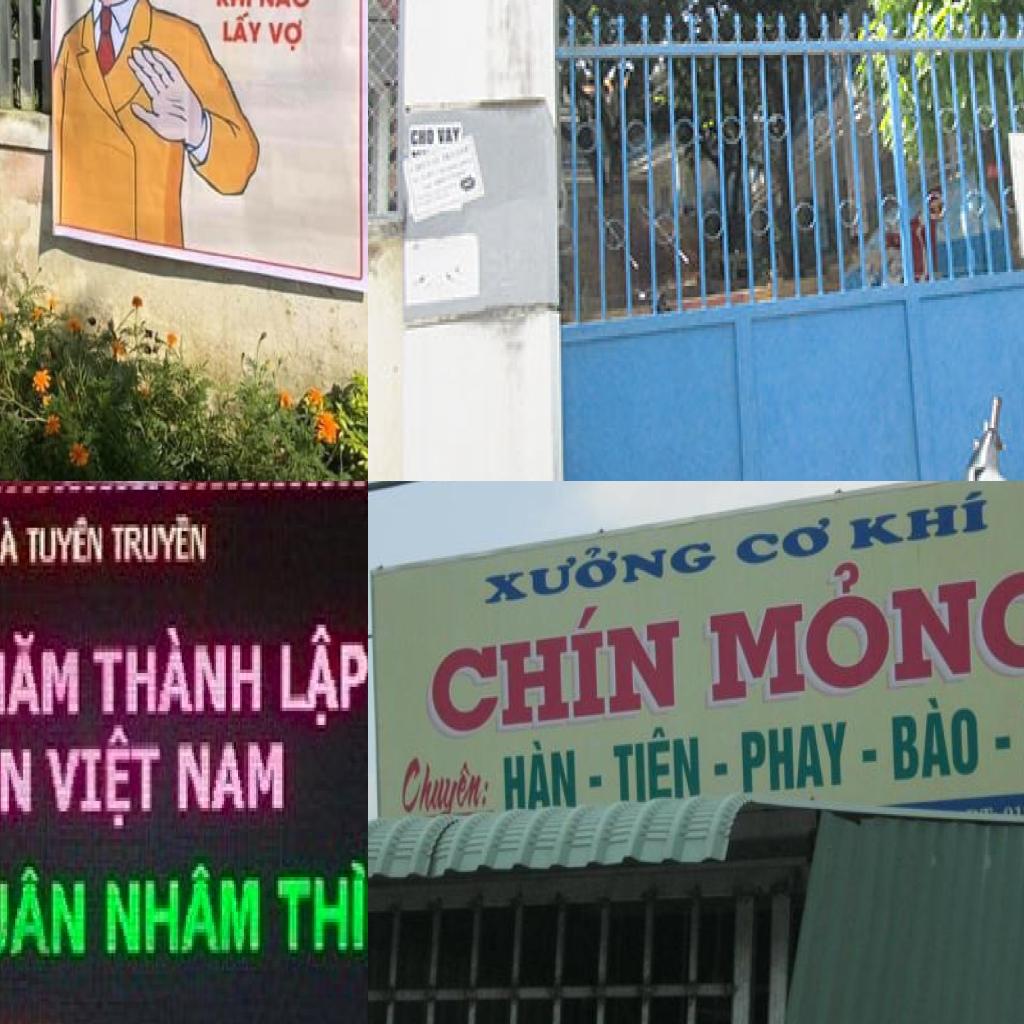 KHI NÀO
LẤY VỢ
CHO VAY
À TUYÊN TRUYỀN
NĂM THÀNH LẬP
N VIỆT NAM
UÂN NHÂM THÌ
XƯỞNG CƠ KHÍ
CHÍN MỎNG
Chuyên: HÀN - TIỆN - PHAY - BÀO -